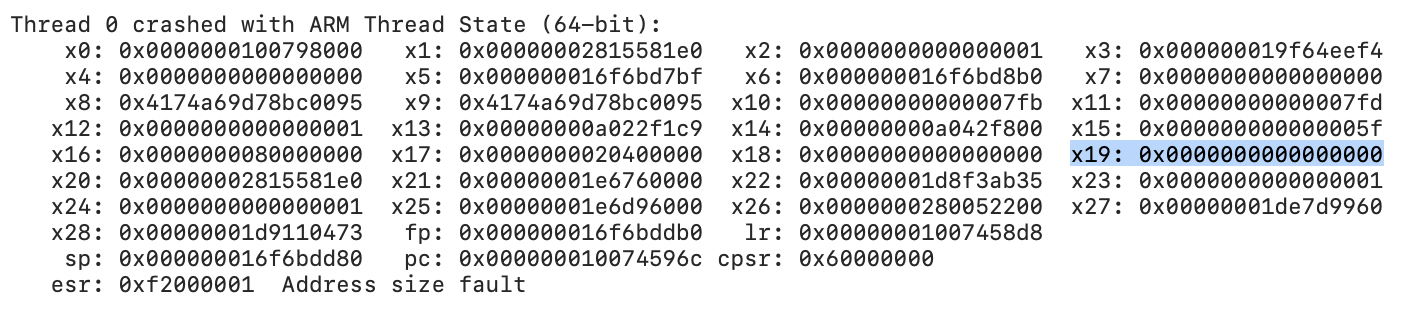 Thread 0 crashed with ARM Thread State (64-bit):
x0: 0x0000000100798000 x1: 0x00000002815581e0 x2: 0x0000000000000001 x3: 0x000000019f64eef4
x4: 0x0000000000000000 x5: 0x000000016f6bd7bf x6: 0x000000016f6bd8b0 x7: 0x0000000000000000
x8: 0x4174a69d78bc0095 x9: 0x4174a69d78bc0095 x10: 0x00000000000007fb x11: 0x00000000000007fd
x12: 0x0000000000000001 x13: 0x00000000a022f1c9 x14: 0x00000000a042f800 x15: 0x000000000000005f
x16: 0x0000000080000000 x17: 0x0000000020400000 x18: 0x0000000000000000 x19: 0x0000000000000000
x20: 0x00000002815581e0 x21: 0x00000001e6760000 x22: 0x00000001d8f3ab35 x23: 0x0000000000000001
x24: 0x0000000000000001 x25: 0x00000001e6d96000 x26: 0x0000000280052200 x27: 0x00000001de7d9960
x28: 0x00000001d9110473 fp: 0x000000016f6bddb0 lr: 0x00000001007458d8
sp: 0x000000016f6bdd80 pc: 0x000000010074596c cpsr: 0x60000000
esr: 0xf2000001 Address size fault